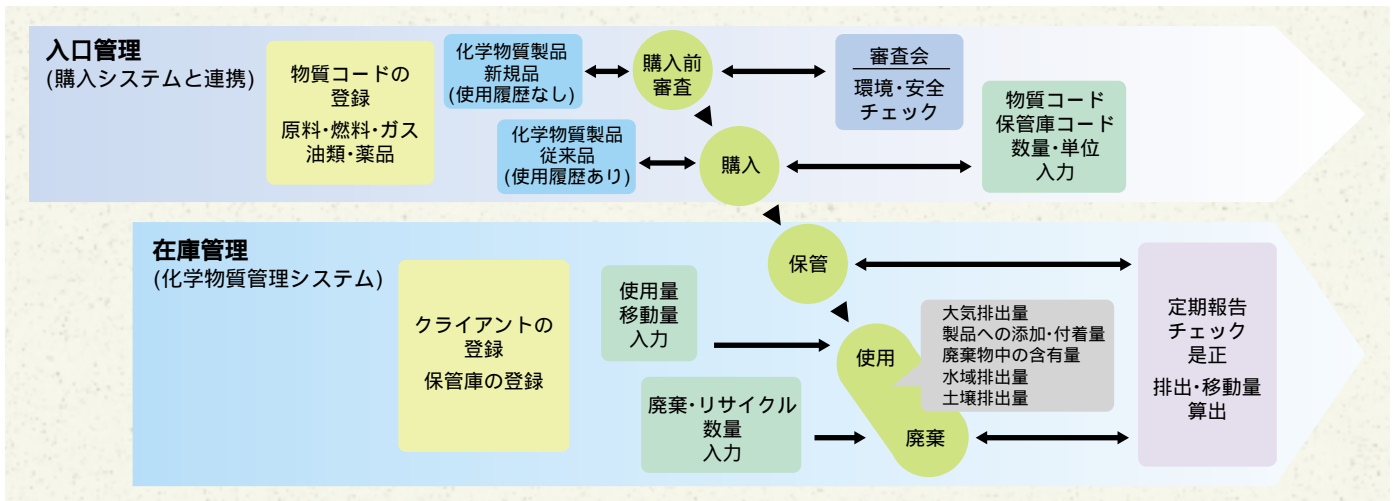 入口管理
(購入システムと連携)
物質コードの
登録
原料・燃料・ガス
油類・薬品
化学物質製品
新規品
(使用履歴なし)
購入前
審査
審査会
環境・安全
チェック
化学物質製品
従来品
(使用履歴あり)
購入
物質コード
保管庫コード
数量・単位
入力
在庫管理
(化学物質管理システム)
クライアントの
登録
保管庫の登録
保管
使用量
移動量
入力
使用
大気排出量
製品への添加・付着量
廃棄物中の含有量
水域排出量
土壌排出量
定期報告
チェック
是正
排出・移動量
算出
廃棄・リサイクル
数量
入力
廃棄